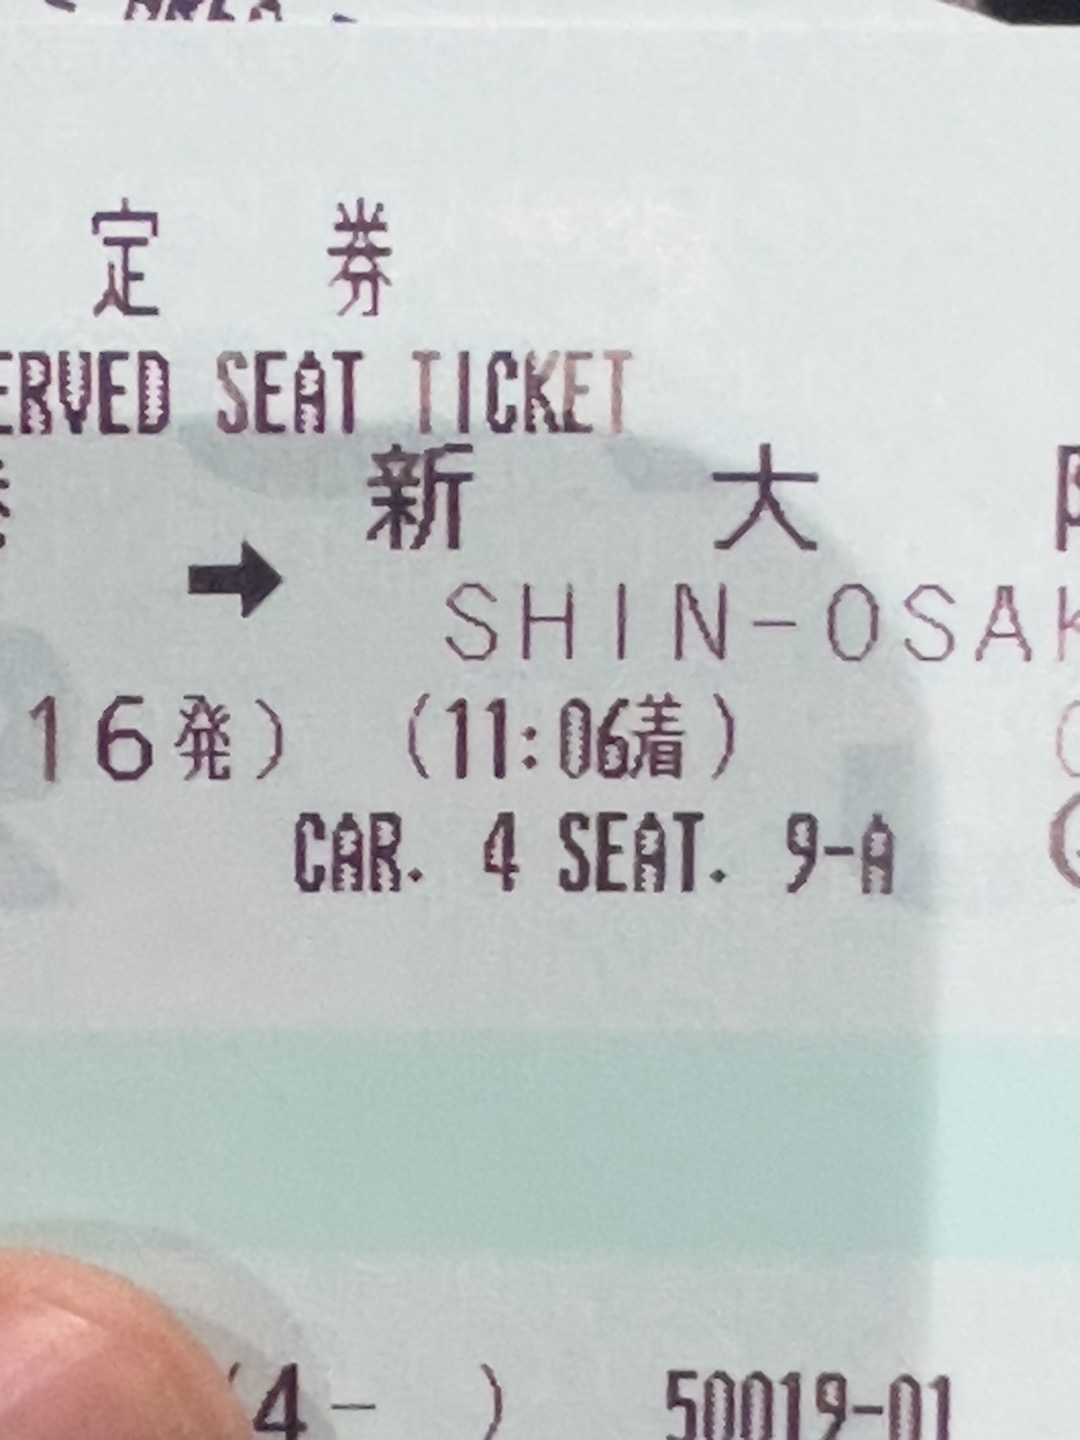 AREA
定 券
ERVED SEAT TICKET
➡ 新 大
SHIN-OSAK
16発) (11:06着)
CAR. 4 SEAT. 9-A
(4- ) 50019-01